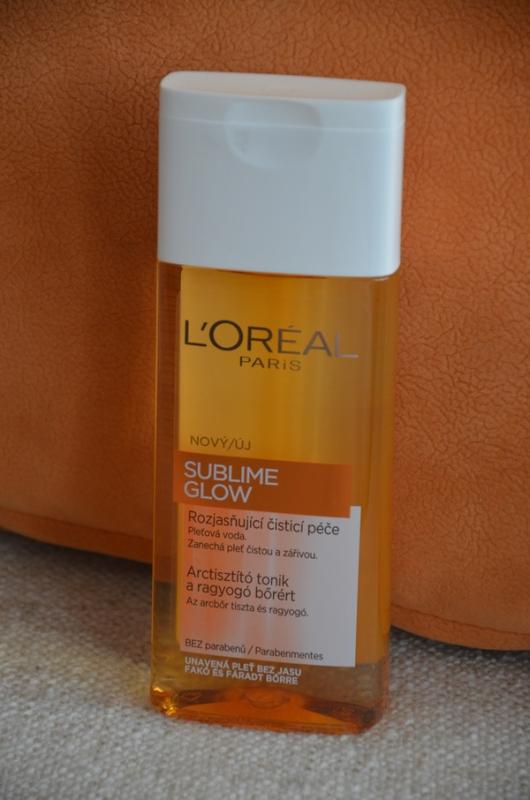 L'ORÉAL
PARiS
NOVÝ/ÚJ
SUBLIME
GLOW
Rozjasňující čisticí péče
Pleťová voda.
Zanechá pleť čistou a zářivou.
Arctisztító tonik
a ragyogó bőrért
Az arcbőr tiszta és ragyogó.
BEZ parabenů / Parabenmentes
UNAVENÁ PLEŤ BEZ JASU
FAKÓ ÉS FÁRADT BŐRRE